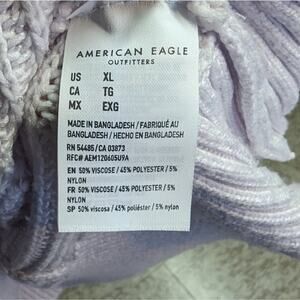 AMERICAN EAGLE
OUTFITTERS
US XL
CA TG
MX EXG
MADE IN BANGLADESH / FABRIQUÉ AU
BANGLADESH / HECHO EN BANGLADESH
RN 54485/CA 03873
RFC# AEM120605U9A
EN 50% VISCOSE / 45% POLYESTER / 5%
NYLON
FR 50% VISCOSE / 45% POLYESTER / 5%
NYLON
SP 50% viscosa / 45% poliéster / 5% nylon